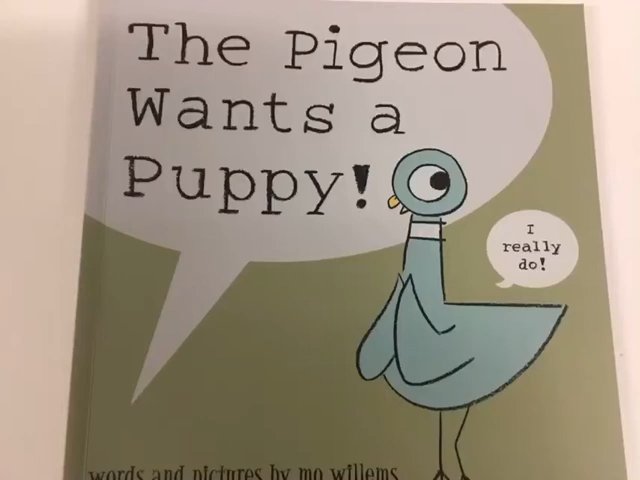 The Pigeon
Wants a
Puppy!
I
really
do!
words and pictures by mo willems